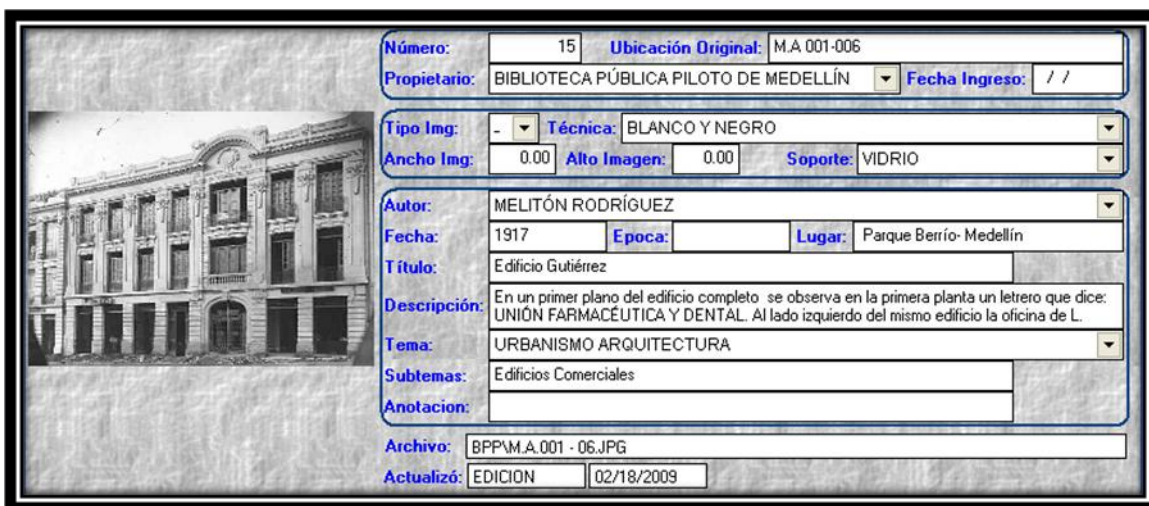 Número: 15 Ubicación Original: M.A 001-006
Propietario: BIBLIOTECA PÚBLICA PILOTO DE MEDELLÍN Fecha Ingreso: / /
Tipo Img: - Técnica: BLANCO Y NEGRO
Ancho Img: 0.00 Alto Imagen: 0.00 Soporte: VIDRIO
Autor: MELITÓN RODRÍGUEZ
Fecha: 1917 Epoca: Lugar: Parque Berrío- Medellín
Título: Edificio Gutiérrez
Descripción: En un primer plano del edificio completo se observa en la primera planta un letrero que dice:
UNIÓN FARMACÉUTICA Y DENTAL. Al lado izquierdo del mismo edificio la oficina de L.
Tema: URBANISMO ARQUITECTURA
Subtemas: Edificios Comerciales
Anotacion:
Archivo: BPP\M.A.001 - 06.JPG
Actualizó: EDICION 02/18/2009